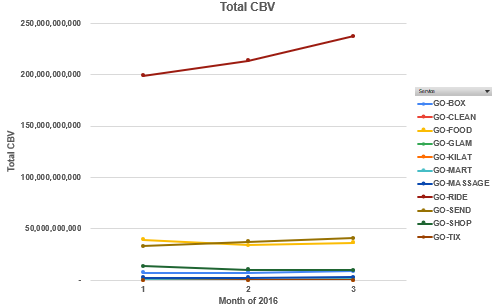 Total CBV
250,000,000,000
200,000,000,000
150,000,000,000
100,000,000,000
50,000,000,000
-
Total CBV
1 2 3
Month of 2016
Service
GO-BOX
GO-CLEAN
GO-FOOD
GO-GLAM
GO-KILAT
GO-MART
GO-MASSAGE
GO-RIDE
GO-SEND
GO-SHOP
GO-TIX